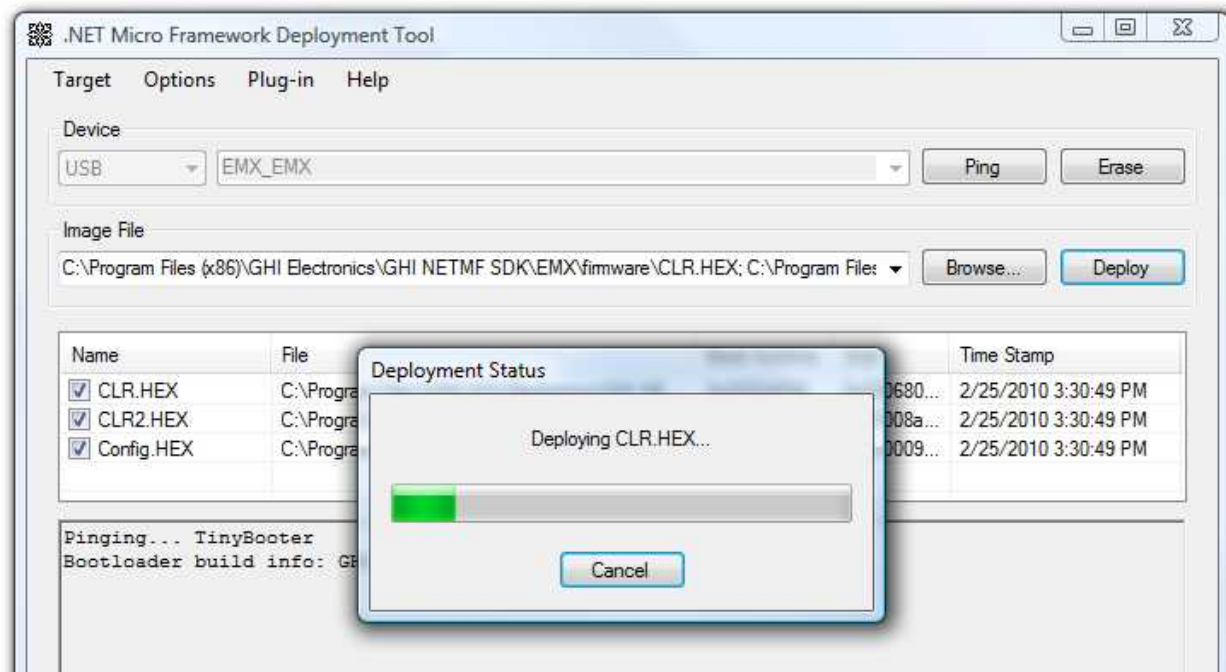 .NET Micro Framework Deployment Tool
Target Options Plug-in Help
Device
USB EMX_EMX Ping Erase
Image File
C:\Program Files (x86)\GHI Electronics\GHI NETMF SDK\EMX\firmware\CLR.HEX; C:\Program Files Browse... Deploy
Name File Time Stamp
CLR.HEX C:\Progra 0680... 2/25/2010 3:30:49 PM
CLR2.HEX C:\Progra 008a... 2/25/2010 3:30:49 PM
Config.HEX C:\Progra 0009... 2/25/2010 3:30:49 PM
Deployment Status
Deploying CLR.HEX...
Cancel
Pinging... TinyBooter
Bootloader build info: GH